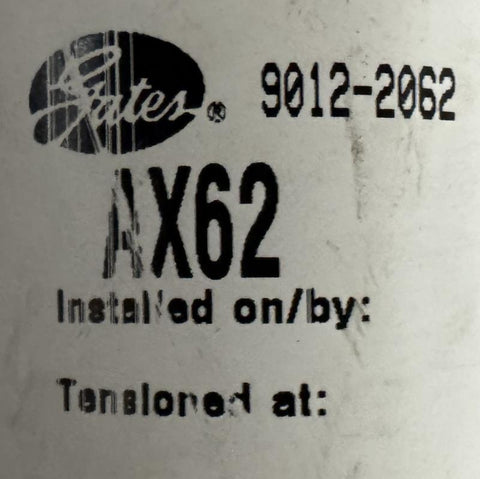 Gates® 9012-2062
AX62
Installed on/by:
Tensioned at: